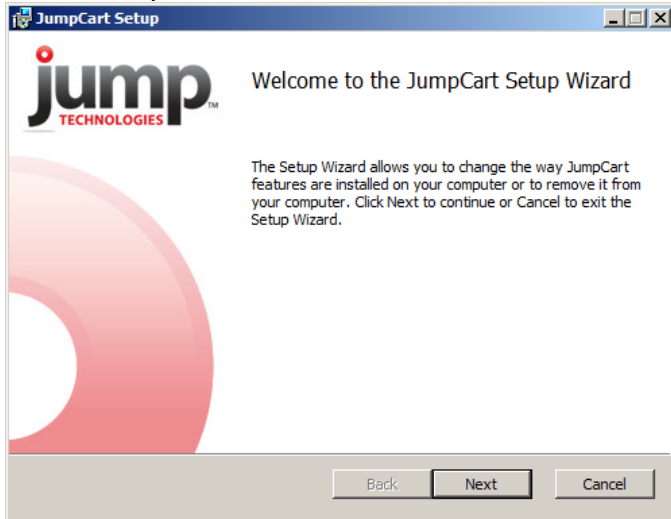 JumpCart Setup
jump
TECHNOLOGIES
TM
Welcome to the JumpCart Setup Wizard
The Setup Wizard allows you to change the way JumpCart
features are installed on your computer or to remove it from
your computer. Click Next to continue or Cancel to exit the
Setup Wizard.
Back Next Cancel